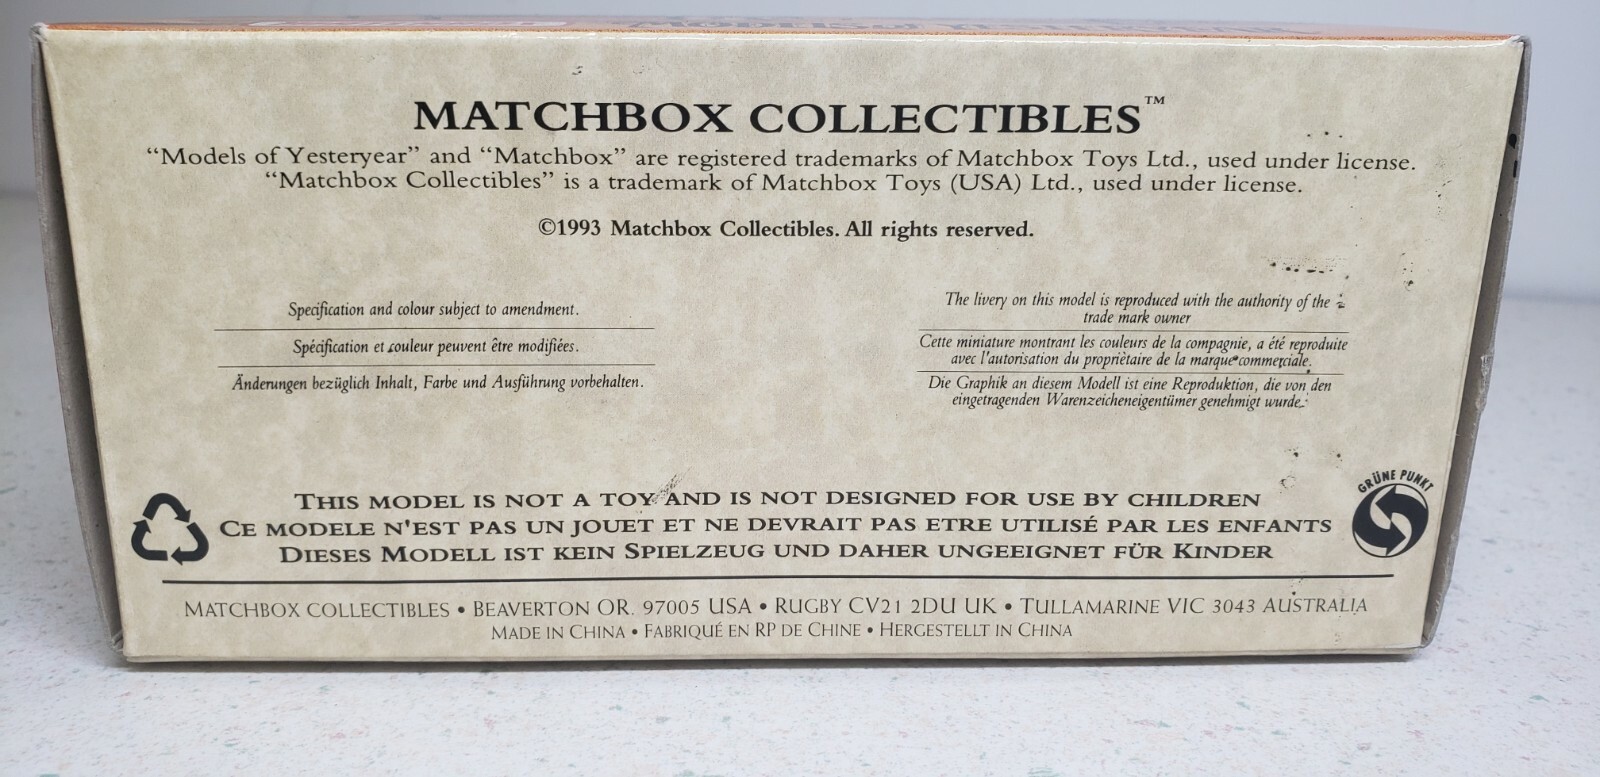 MATCHBOX COLLECTIBLES™
“Models of Yesteryear” and “Matchbox” are registered trademarks of Matchbox Toys Ltd., used under license.
“Matchbox Collectibles” is a trademark of Matchbox Toys (USA) Ltd., used under license.
©1993 Matchbox Collectibles. All rights reserved.
Specification and colour subject to amendment.
Spécification et couleur peuvent être modifiées.
Änderungen bezüglich Inhalt, Farbe und Ausführung vorbehalten.
The livery on this model is reproduced with the authority of the
trade mark owner
Cette miniature montrant les couleurs de la compagnie, a été reproduite
avec l'autorisation du propriètaire de la marque commerciale.
Die Graphik an diesem Modell ist eine Reproduktion, die von den
eingetragenden Warenzeicheneigentümer genehmigt wurde.
GRÜNE PUNKT
THIS MODEL IS NOT A TOY AND IS NOT DESIGNED FOR USE BY CHILDREN
CE MODELE N'EST PAS UN JOUET ET NE DEVRAIT PAS ETRE UTILISÉ PAR LES ENFANTS
DIESES MODELL IST KEIN SPIELZEUG UND DAHER UNGEEIGNET FÜR KINDER
MATCHBOX COLLECTIBLES • BEAVERTON OR. 97005 USA • RUGBY CV21 2DU UK • TULLAMARINE VIC 3043 AUSTRALIA
MADE IN CHINA • FABRIQUÉ EN RP DE CHINE • HERGESTELLT IN CHINA